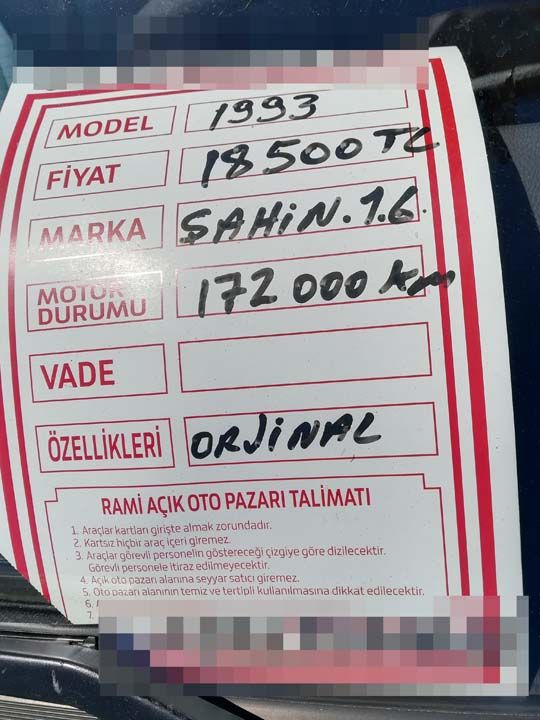 MODEL 1993
FİYAT 18500 TL
MARKA ŞAHİN.1.6.
MOTOR DURUMU 172 000 km
VADE
ÖZELLİKLERİ ORJİNAL
RAMİ AÇIK OTO PAZARI TALİMATI
1. Araçlar kartları girişte almak zorundadır.
2. Kartsız hiçbir araç içeri giremez.
3. Araçlar görevli personelin göstereceği çizgiye göre dizilecektir.
Görevli personele itiraz edilmeyecektir.
4. Açık oto pazarı alanına seyyar satıcı giremez.
5. Oto pazarı alanının temiz ve tertipli kullanılmasına dikkat edilecektir.
6.
7.